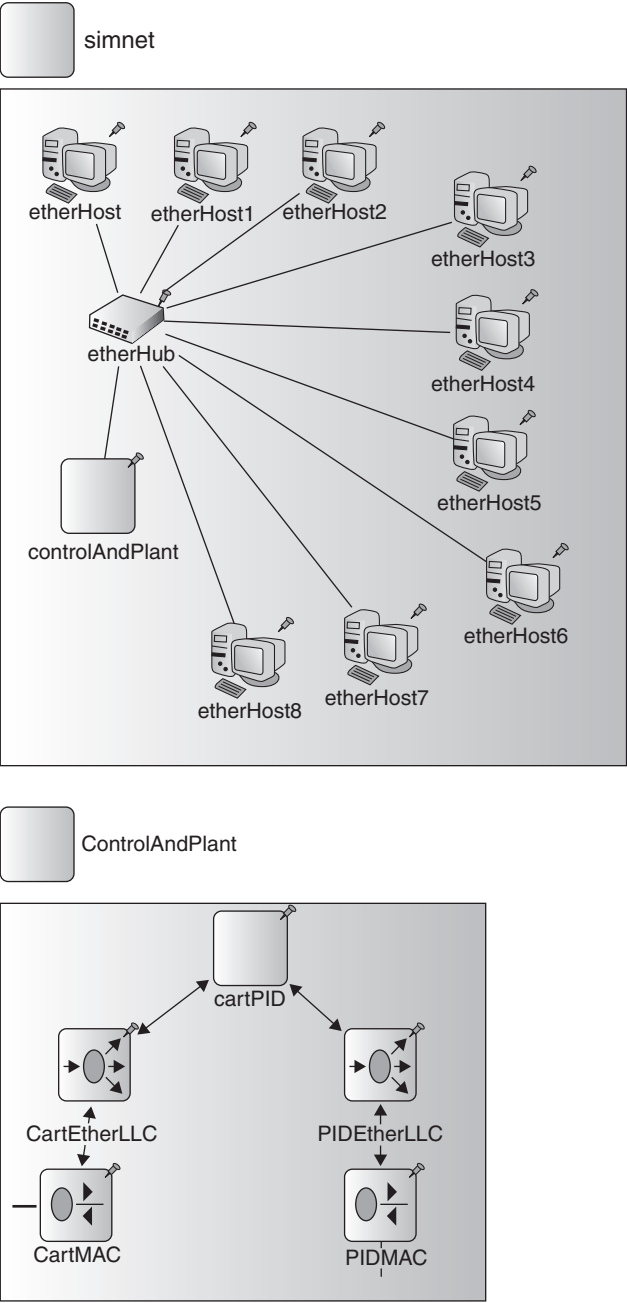 simnet
etherHost
etherHost1
etherHost2
etherHost3
etherHub
etherHost4
etherHost5
controlAndPlant
etherHost6
etherHost7
etherHost8
ControlAndPlant
cartPID
CartEtherLLC
PIDEtherLLC
CartMAC
PIDMAC